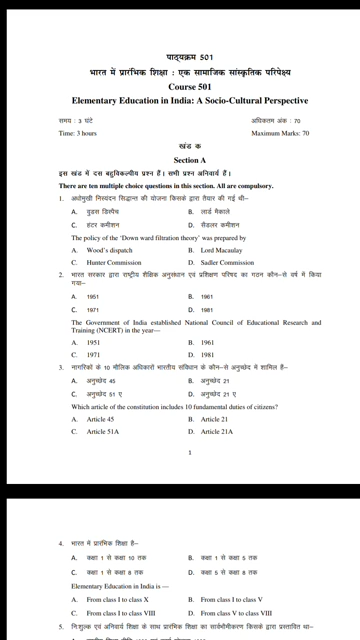 पाठ्यक्रम 501
भारत में प्रारंभिक शिक्षा : एक सामाजिक सांस्कृतिक परिपेक्ष्य
Course 501
Elementary Education in India: A Socio-Cultural Perspective
समय : 3 घंटे अधिकतम अंक : 70
Time: 3 hours Maximum Marks: 70
खंड क
Section A
इस खंड में दस बहुविकल्पीय प्रश्न हैं। सभी प्रश्न अनिवार्य हैं।
There are ten multiple choice questions in this section. All are compulsory.
1. अधोमुखी निस्यंदन सिद्धान्त की योजना किसके द्वारा तैयार की गई थी–
A. वुडस डिस्पैच B. लार्ड मैकाले
C. हंटर कमीशन D. सैडलर कमीशन
The policy of the 'Down ward filtration theory' was prepared by
A. Wood's dispatch B. Lord Macaulay
C. Hunter Commission D. Sadler Commission
2. भारत सरकार द्वारा राष्ट्रीय शैक्षिक अनुसंधान एवं प्रशिक्षण परिषद का गठन कौन–से वर्ष में किया
गया–
A. 1951 B. 1961
C. 1971 D. 1981
The Government of India established National Council of Educational Research and
Training (NCERT) in the year—
A. 1951 B. 1961
C. 1971 D. 1981
3. नागरिकों के 10 मौलिक अधिकारों भारतीय संविधान के कौन–से अनुच्छेद में शामिल हैं–
A. अनुच्छेद 45 B. अनुच्छेद 21
C. अनुच्छेद 51 ए D. अनुच्छेद 21 ए
Which article of the constitution includes 10 fundamental duties of citizens?
A. Article 45 B. Article 21
C. Article 51A D. Article 21A
1
4. भारत में प्रारंभिक शिक्षा है–
A. कक्षा 1 से कक्षा 10 तक B. कक्षा 1 से कक्षा 5 तक
C. कक्षा 1 से कक्षा 8 तक D. कक्षा 5 से कक्षा 8 तक
Elementary Education in India is —
A. From class I to class X B. From class I to class V
C. From class I to class VIII D. From class V to class VIII
5. निःशुल्क एवं अनिवार्य शिक्षा के साथ प्रारंभिक शिक्षा का सार्वभौमीकरण किसके द्वारा प्रस्तावित था–